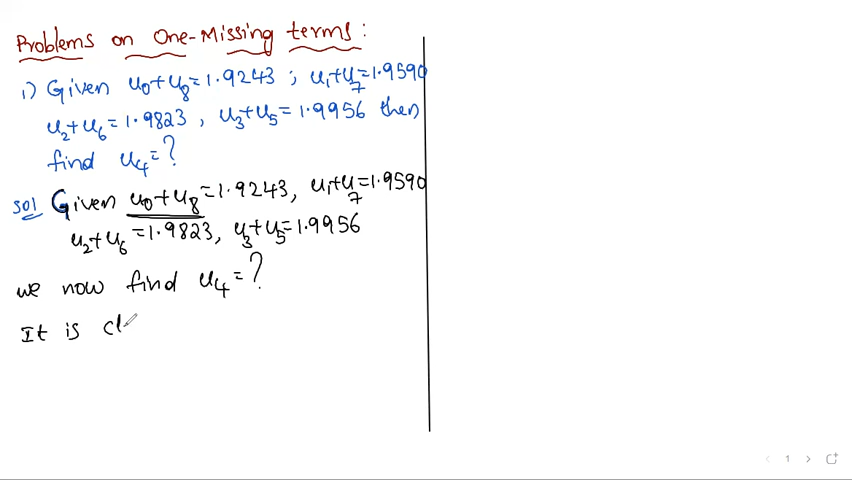 Problems on One-Missing terms:
1) Given u₀+u₈=1.9243 ; u₁+u₇=1.9590
u₂+u₆=1.9823 , u₃+u₅=1.9956 then
find u₄=?
Sol Given u₀+u₈=1.9243, u₁+u₇=1.9590
u₂+u₆=1.9823, u₃+u₅=1.9956
we now find u₄=?
It is cl
1